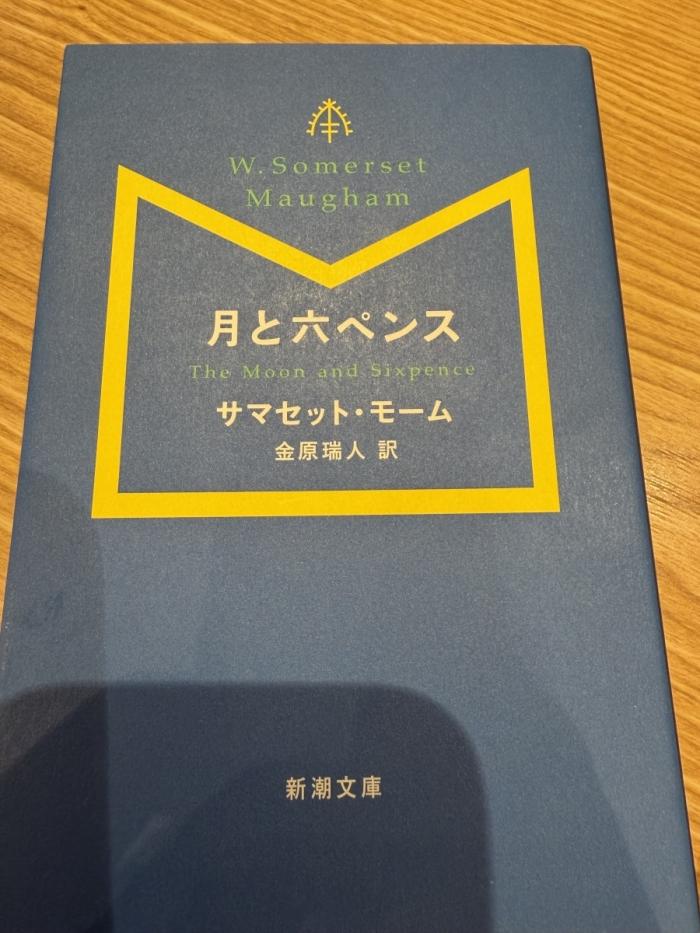 W. Somerset
Maugham
月と六ペンス
The Moon and Sixpence
サマセット・モーム
金原瑞人 訳
新潮文庫